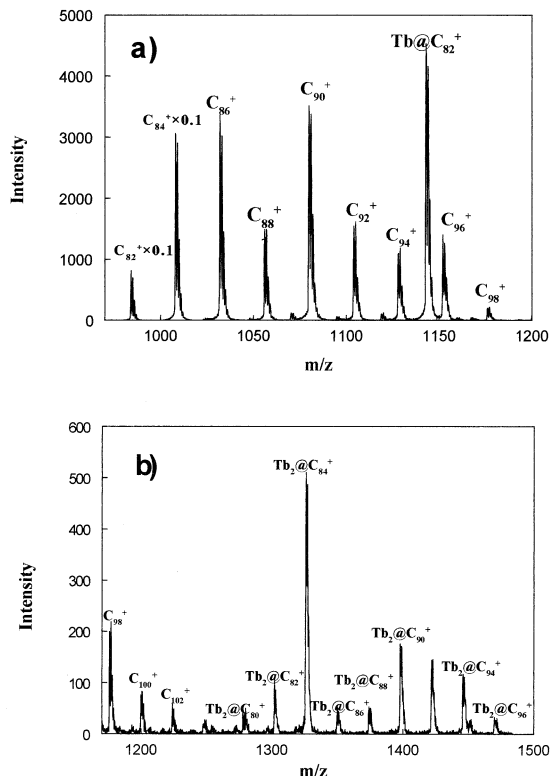 a)
5000
4000
3000
2000
1000
0
Intensity
C₈₂⁺×0.1
C₈₄⁺×0.1
C₈₆⁺
C₈₈⁺
C₉₀⁺
C₉₂⁺
C₉₄⁺
Tb@C₈₂⁺
C₉₆⁺
C₉₈⁺
1000 1050 1100 1150 1200
m/z
b)
600
500
400
300
200
100
0
Intensity
C₉₈⁺
C₁₀₀⁺
C₁₀₂⁺
Tb₂@C₈₀⁺
Tb₂@C₈₂⁺
Tb₂@C₈₄⁺
Tb₂@C₈₆⁺
Tb₂@C₈₈⁺
Tb₂@C₉₀⁺
Tb₂@C₉₄⁺
Tb₂@C₉₆⁺
1200 1300 1400 1500
m/z